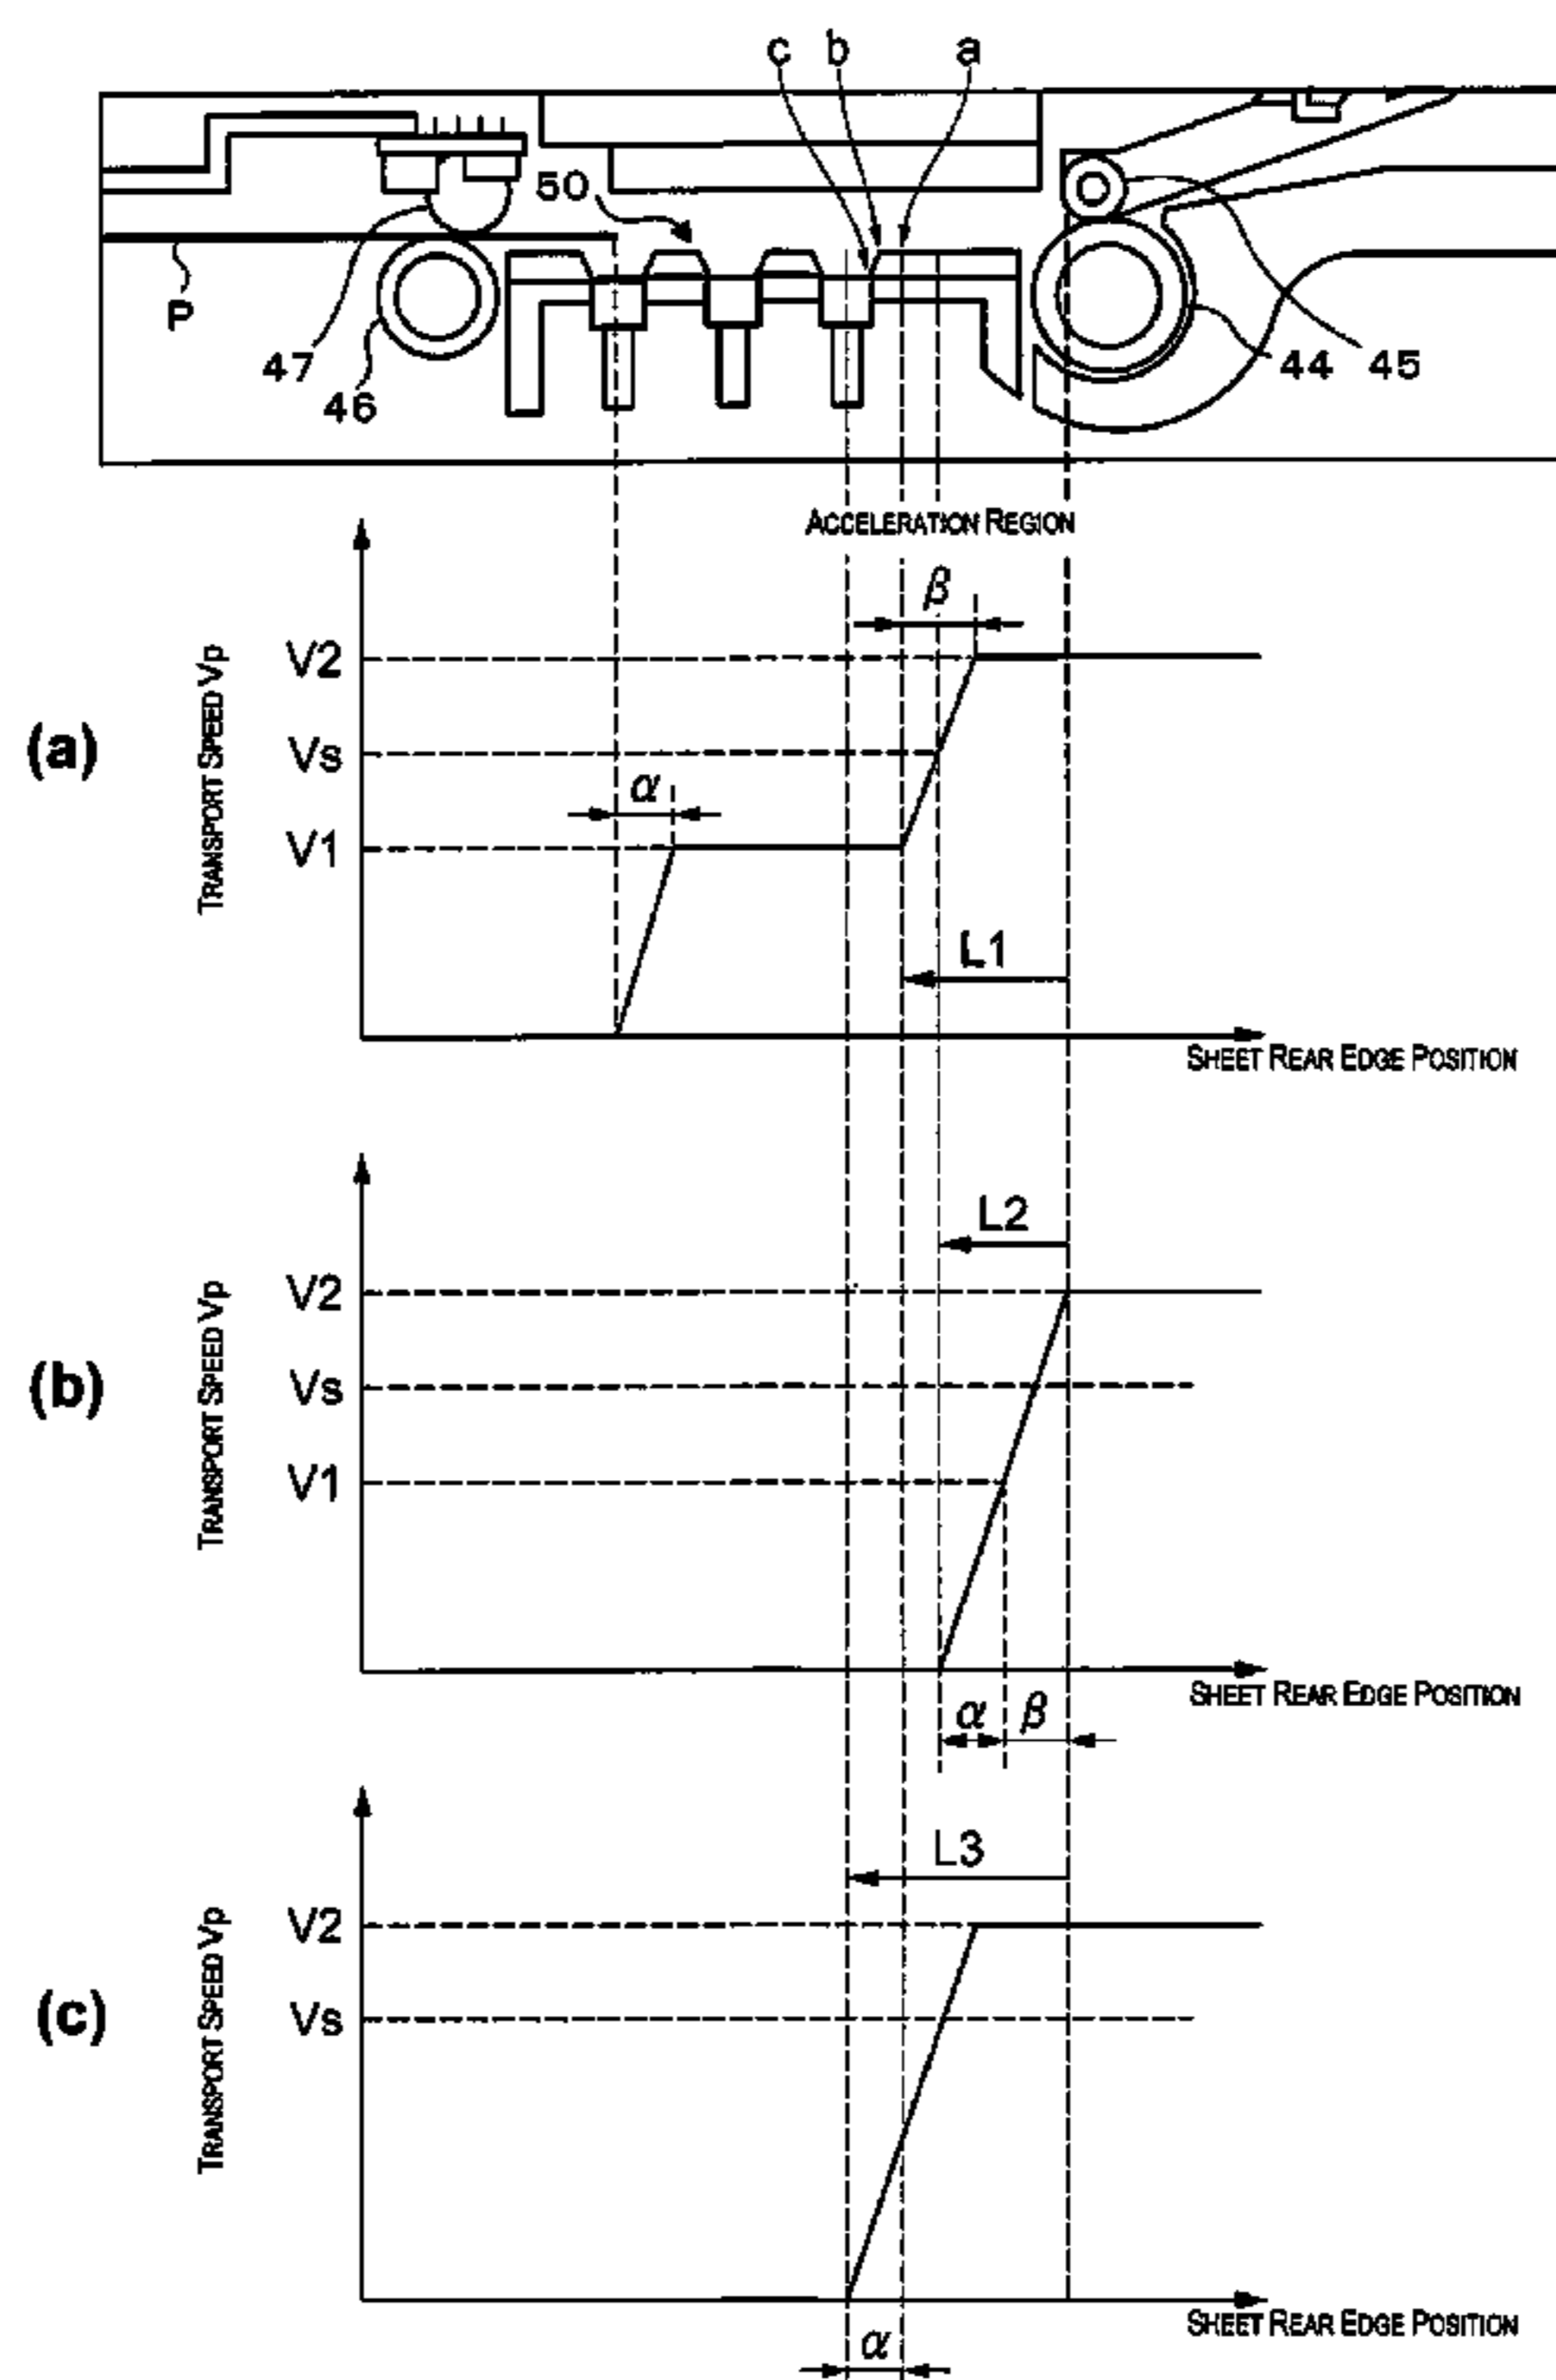 c b a
50
P
47
46
44
45
ACCELERATION REGION
β
V2
TRANSPORT SPEED Vp
(a)
Vs
α
V1
L1
SHEET REAR EDGE POSITION
L2
V2
TRANSPORT SPEED Vp
(b)
Vs
V1
SHEET REAR EDGE POSITION
α β
L3
V2
TRANSPORT SPEED Vp
(c)
Vs
SHEET REAR EDGE POSITION
α